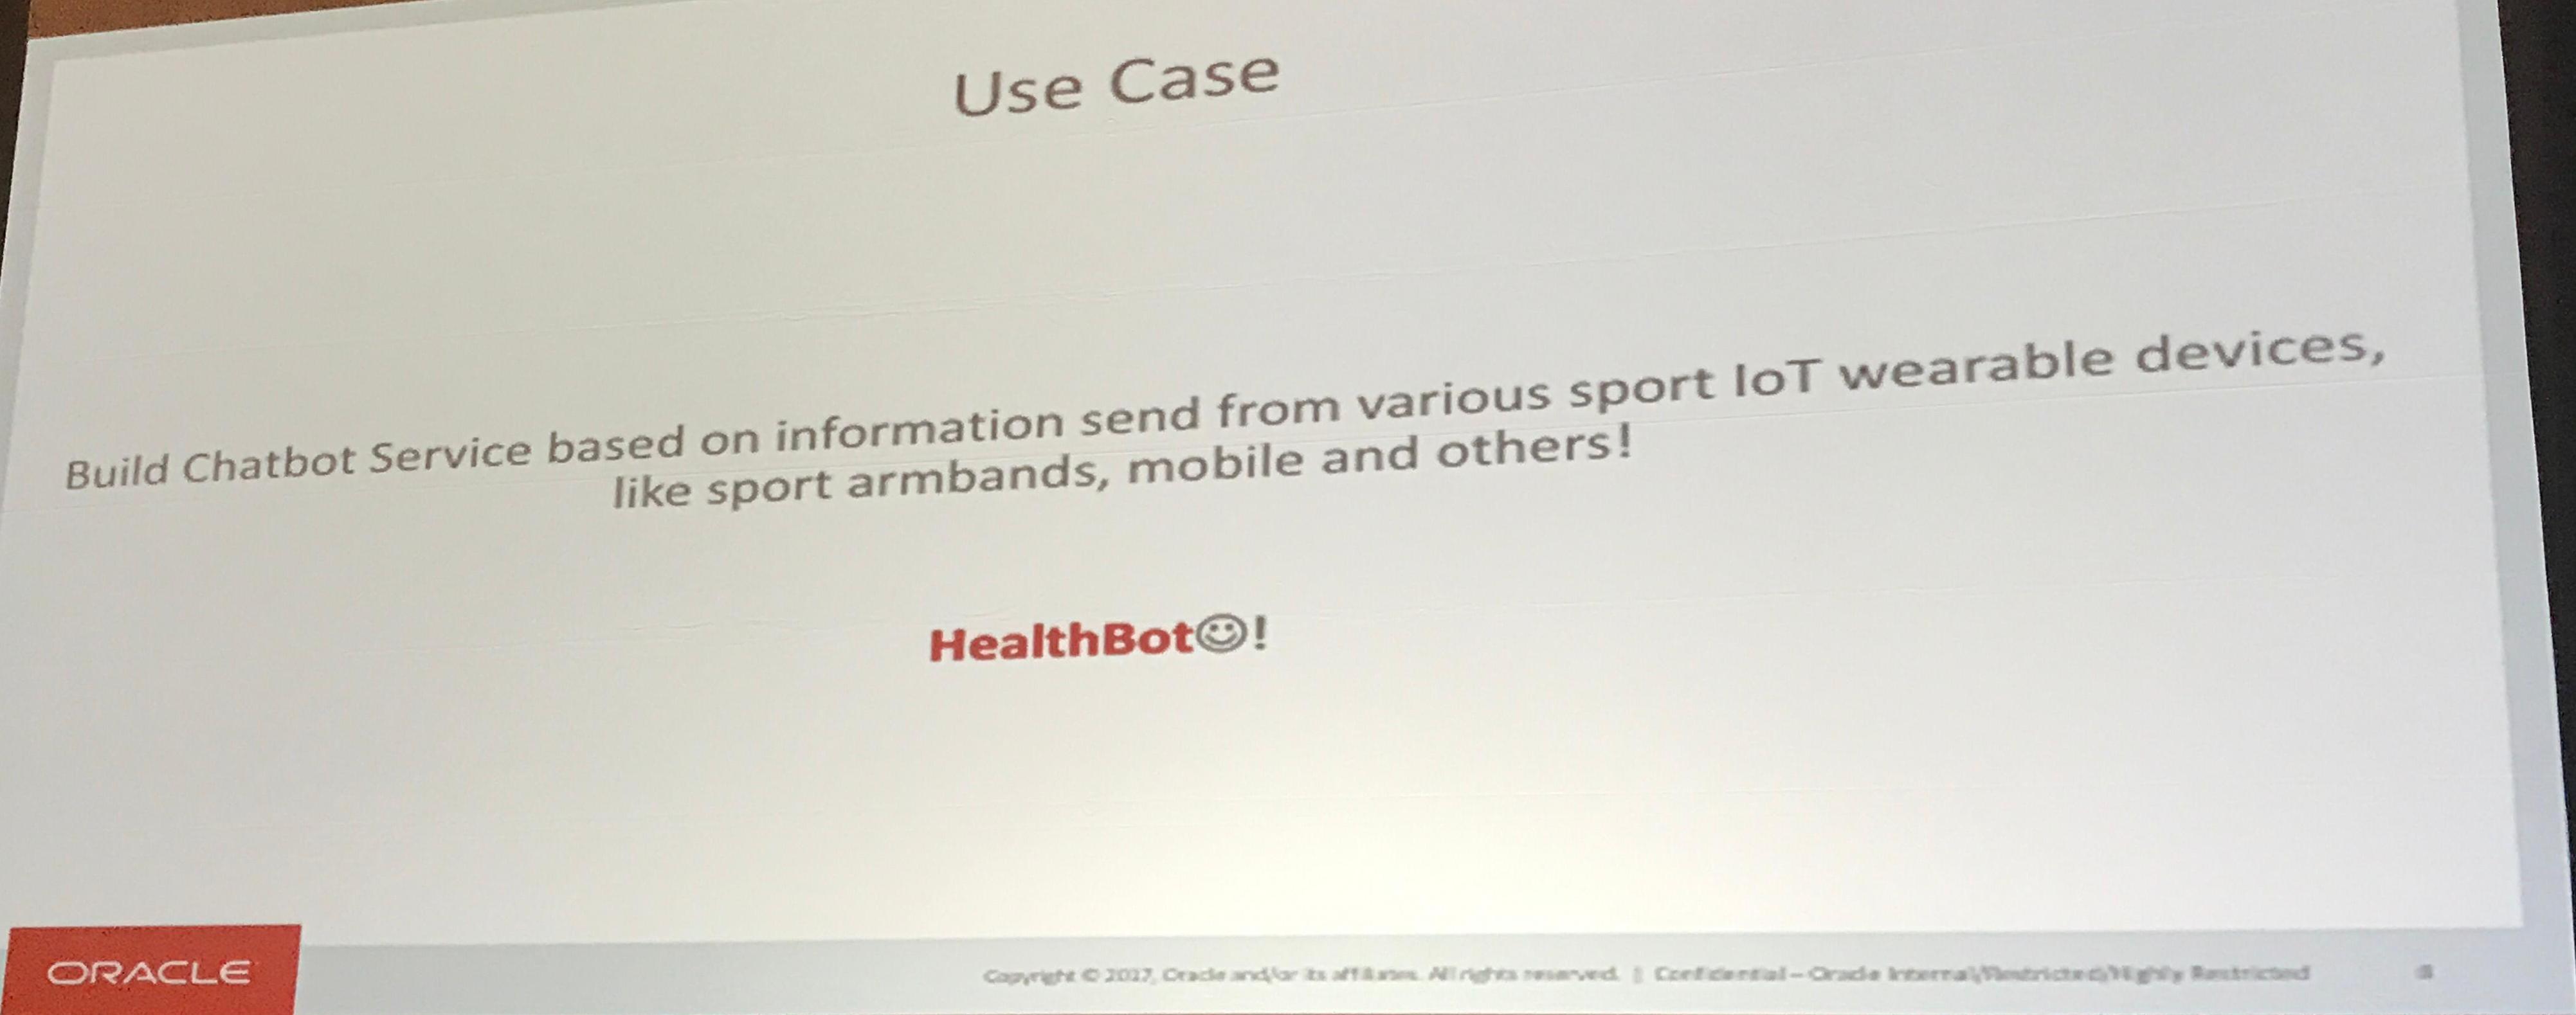 Use Case
Build Chatbot Service based on information send from various sport IoT wearable devices,
like sport armbands, mobile and others!
HealthBot☺!
ORACLE
Copyright © 2017, Oracle and/or its affiliates. All rights reserved. | Confidential – Oracle Internal/Restricted/Highly Restricted